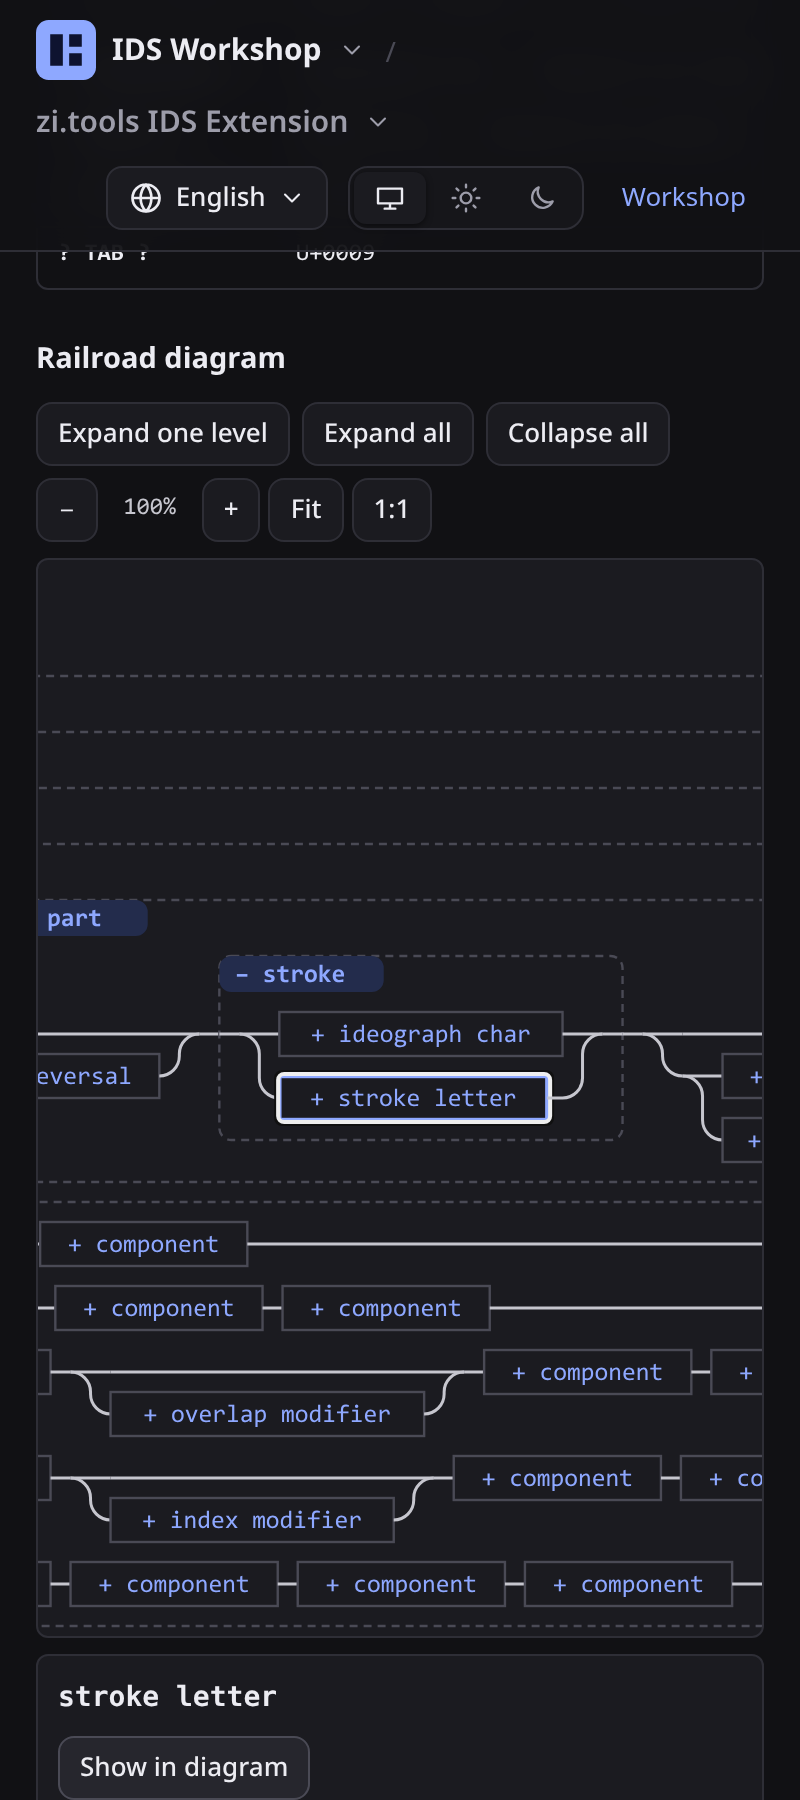 IDS Workshop /
zi.tools IDS Extension
English Workshop
? TAB ? U+0009
Railroad diagram
Expand one level Expand all Collapse all
− 100% + Fit 1:1
part
− stroke
+ ideograph char
eversal +
+ stroke letter
+
+ component
+ component + component
+ component +
+ overlap modifier
+ component + co
+ index modifier
+ component + component + component
stroke letter
Show in diagram